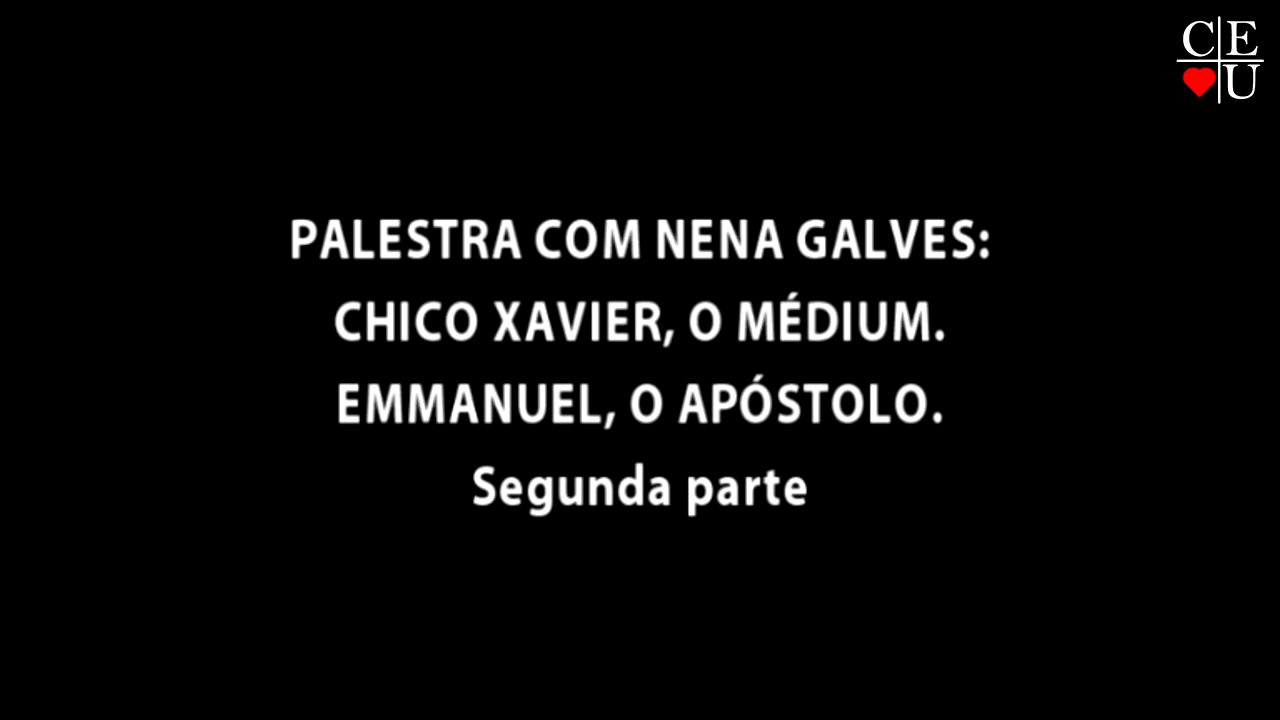 CE
U
PALESTRA COM NENA GALVES:
CHICO XAVIER, O MÉDIUM.
EMMANUEL, O APÓSTOLO.
Segunda parte